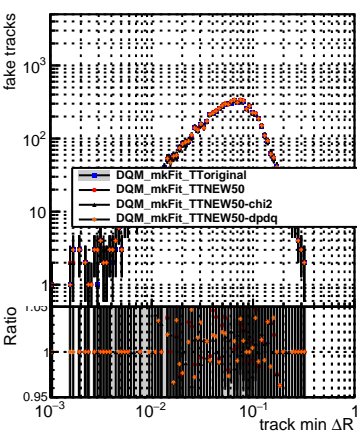 fake tracks
10³
10²
10
1
DQM_mkFit_TToriginal
DQM_mkFit_TTNEW50
DQM_mkFit_TTNEW50-chi2
DQM_mkFit_TTNEW50-dpdq
Ratio
1.05
1
0.95
10⁻³ 10⁻² 10⁻¹ 1
track min ΔR